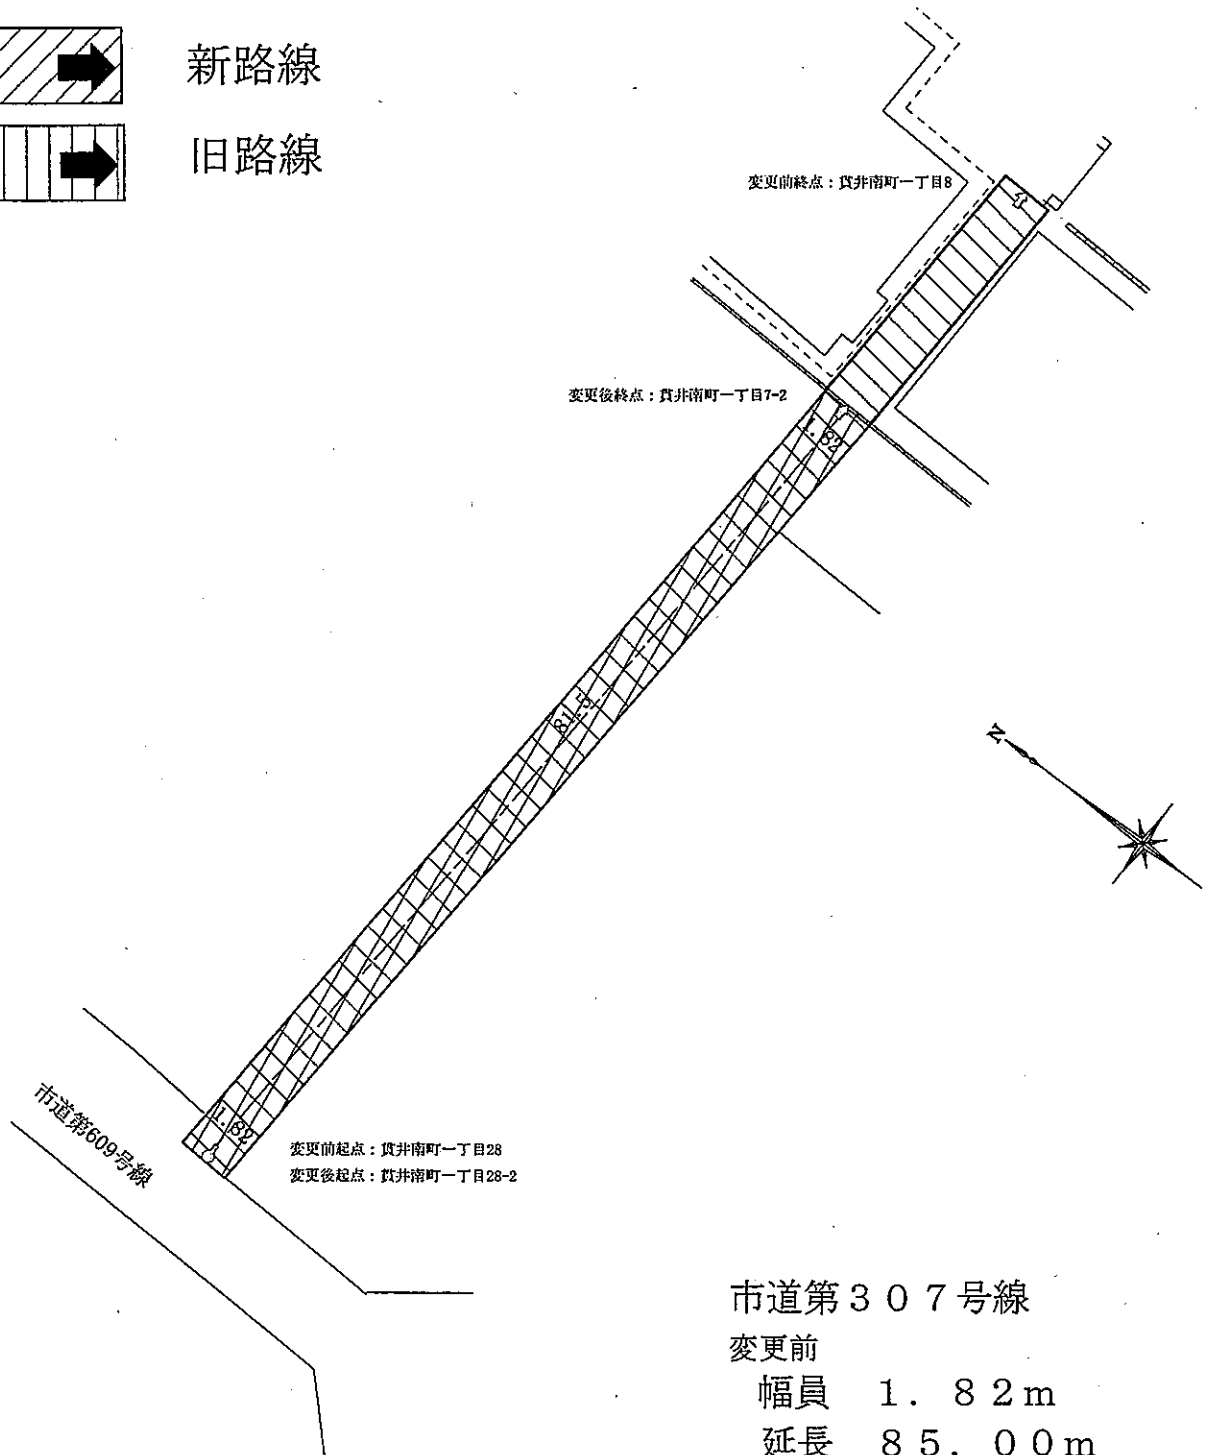 新路線
旧路線
変更前終点：貫井南町一丁目8
変更後終点：貫井南町一丁目7-2
1.82
81.5
N
1.82
市道第609号線
変更前起点：貫井南町一丁目28
変更後起点：貫井南町一丁目28-2
市道第３０７号線
変更前
幅員 １．８２ｍ
延長 ８５．００ｍ